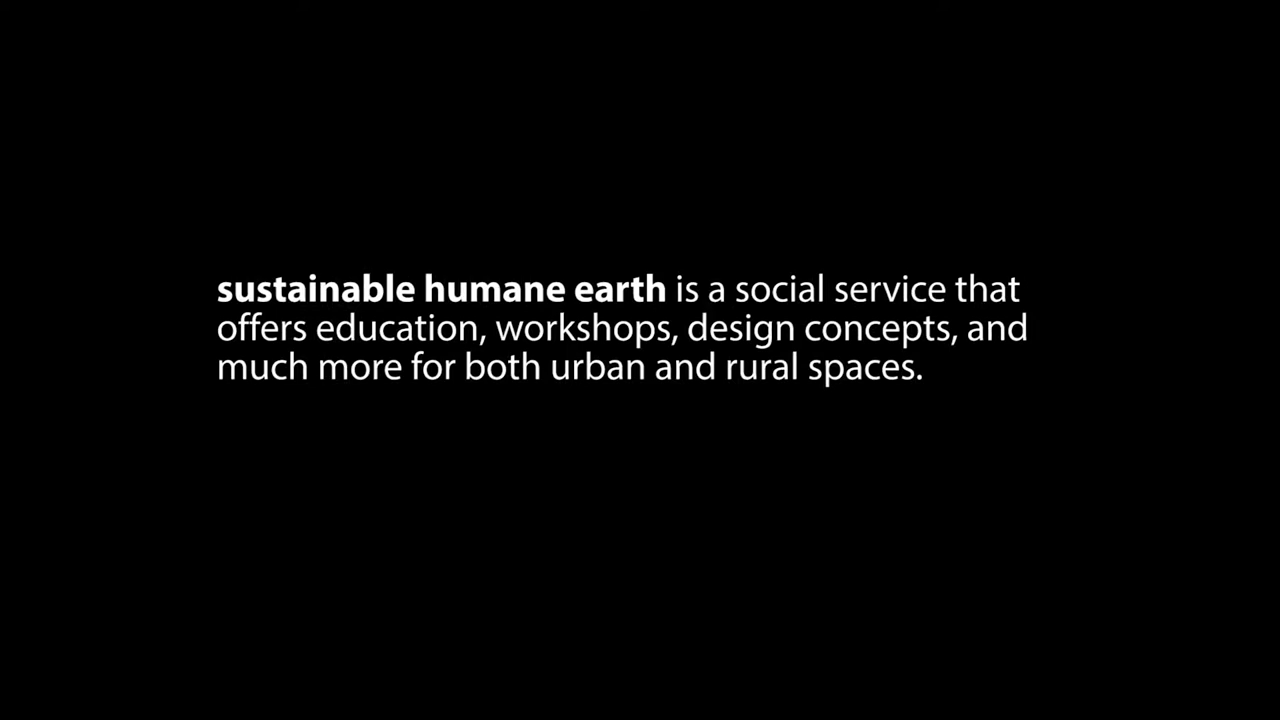 sustainable humane earth is a social service that
offers education, workshops, design concepts, and
much more for both urban and rural spaces.